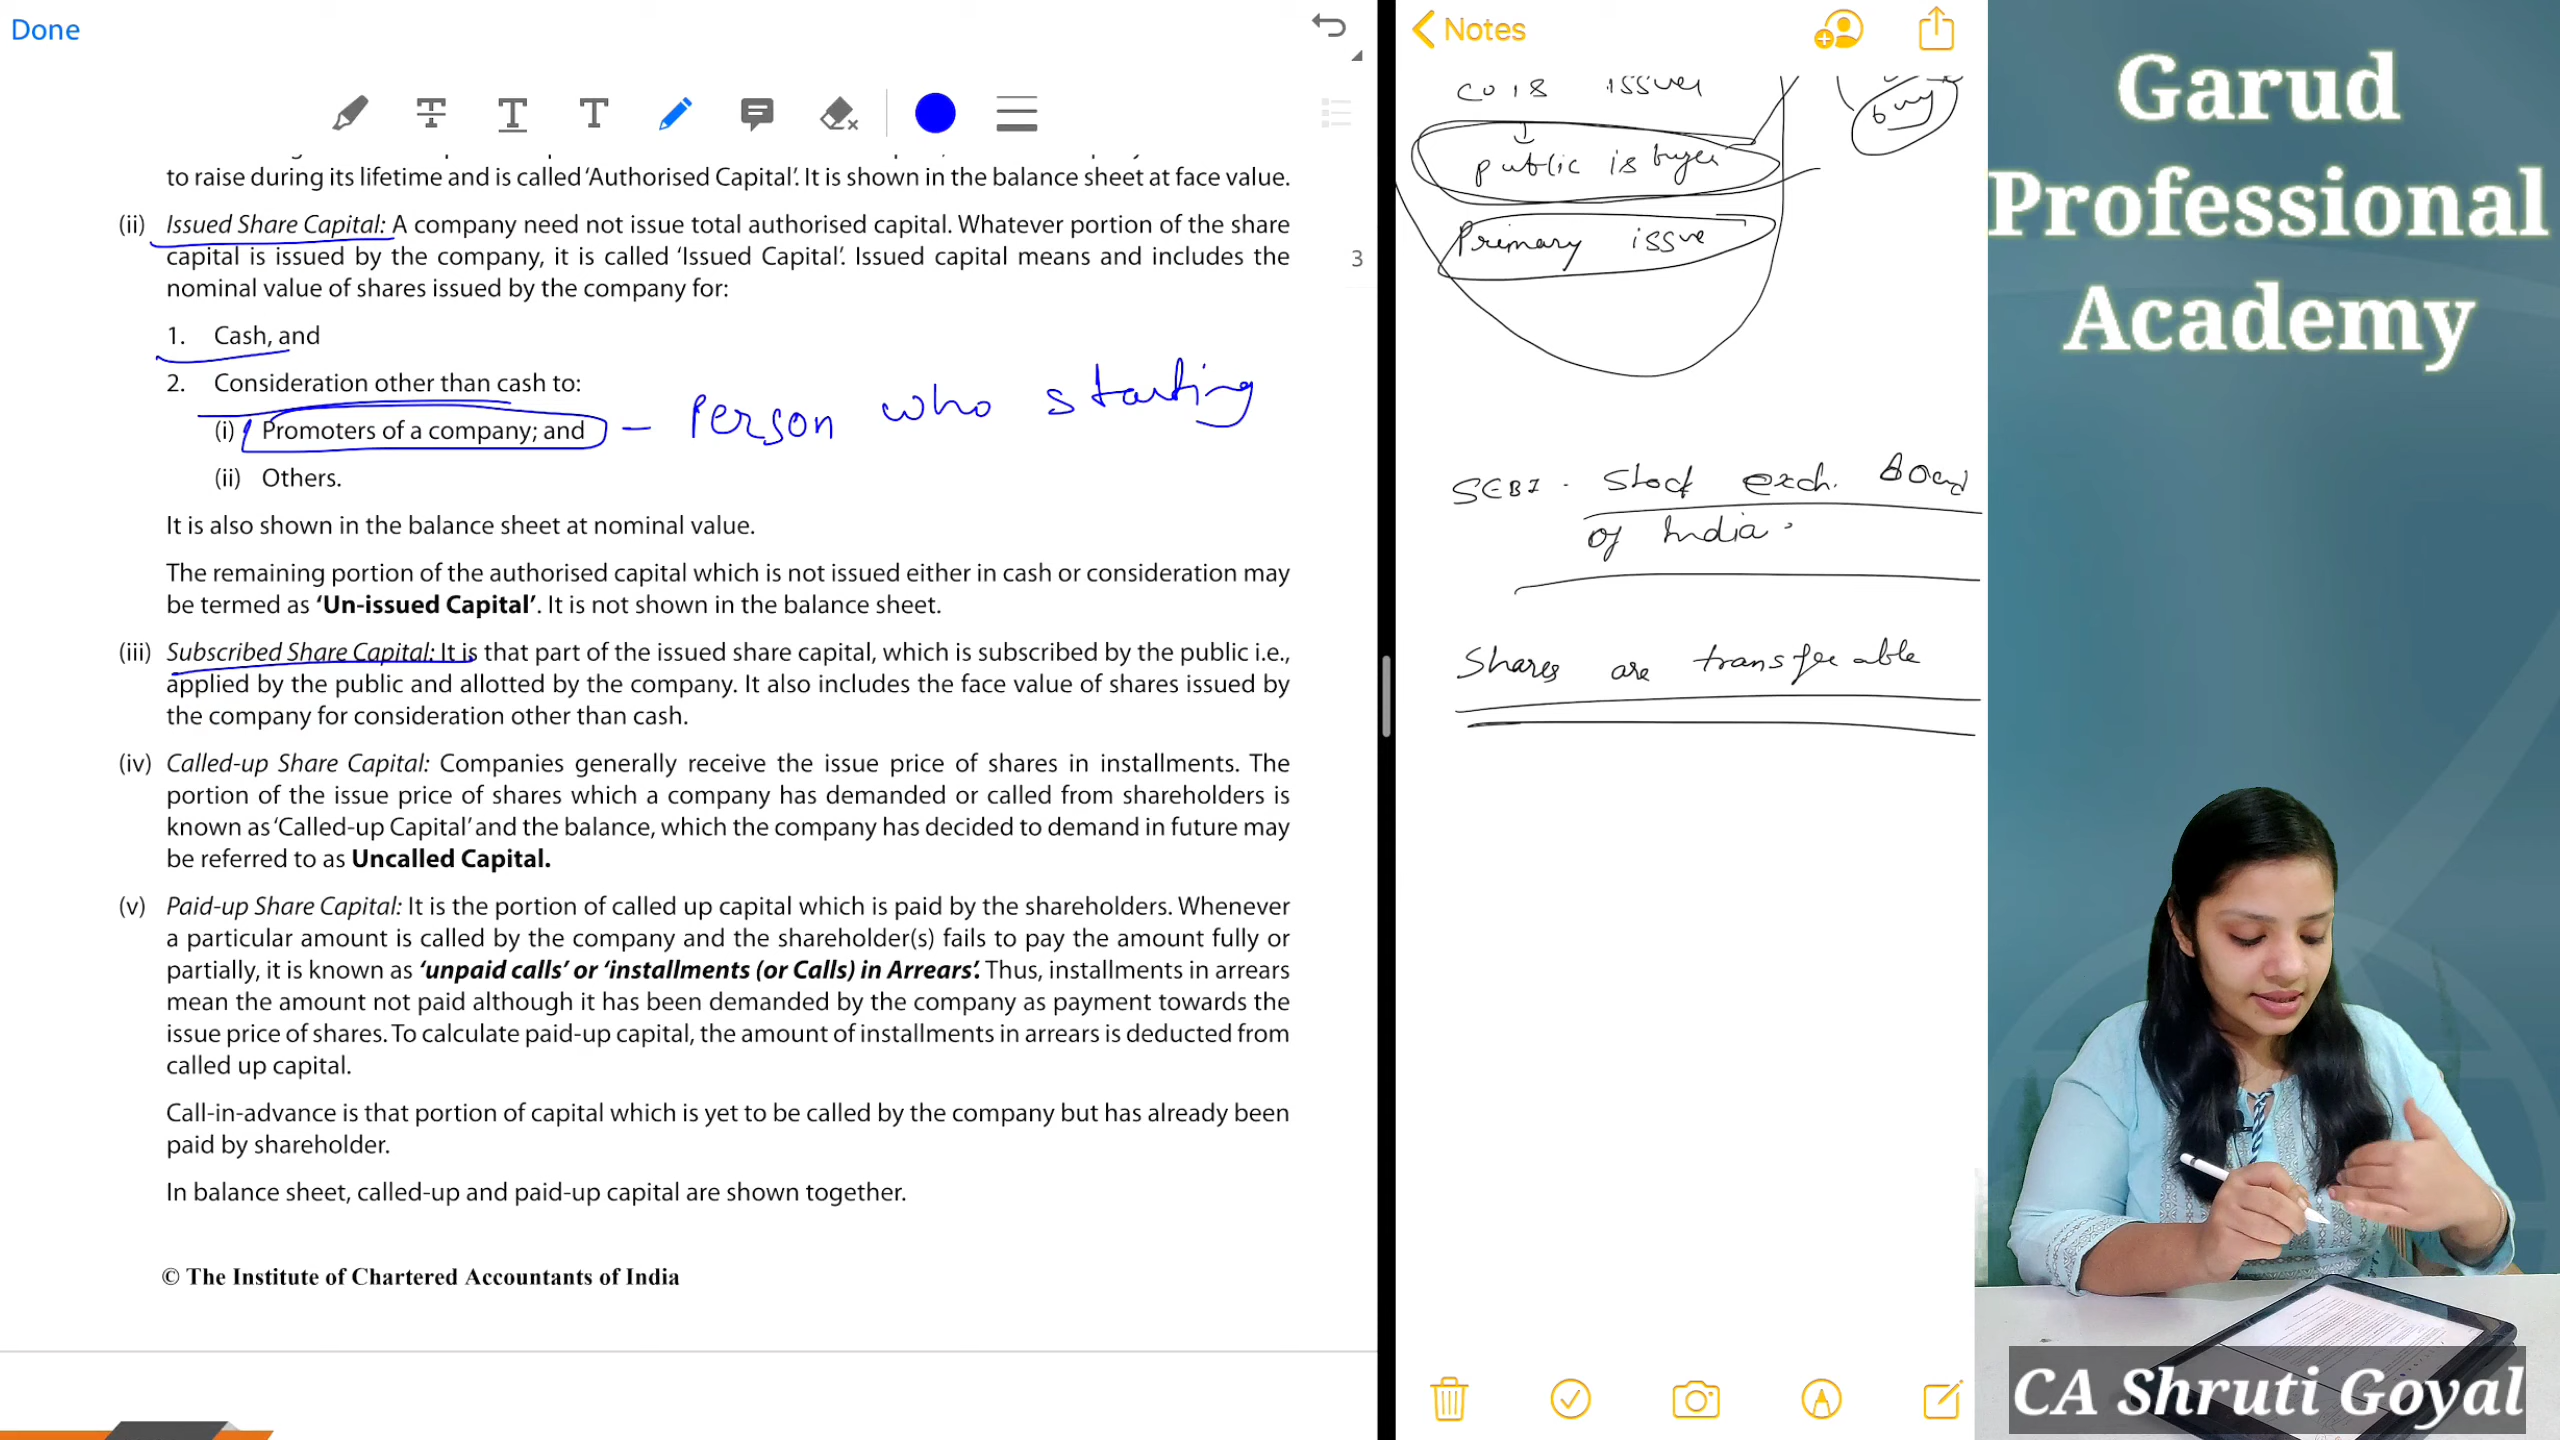 Done
to raise during its lifetime and is called ‘Authorised Capital’. It is shown in the balance sheet at face value.
(ii) Issued Share Capital: A company need not issue total authorised capital. Whatever portion of the share
capital is issued by the company, it is called ‘Issued Capital’. Issued capital means and includes the
nominal value of shares issued by the company for:
3
1. Cash, and
2. Consideration other than cash to:
(i) Promoters of a company; and – Person who starting
(ii) Others.
It is also shown in the balance sheet at nominal value.
The remaining portion of the authorised capital which is not issued either in cash or consideration may
be termed as ‘Un-issued Capital’. It is not shown in the balance sheet.
(iii) Subscribed Share Capital: It is that part of the issued share capital, which is subscribed by the public i.e.,
applied by the public and allotted by the company. It also includes the face value of shares issued by
the company for consideration other than cash.
(iv) Called-up Share Capital: Companies generally receive the issue price of shares in installments. The
portion of the issue price of shares which a company has demanded or called from shareholders is
known as ‘Called-up Capital’ and the balance, which the company has decided to demand in future may
be referred to as Uncalled Capital.
(v) Paid-up Share Capital: It is the portion of called up capital which is paid by the shareholders. Whenever
a particular amount is called by the company and the shareholder(s) fails to pay the amount fully or
partially, it is known as ‘unpaid calls’ or ‘installments (or Calls) in Arrears’. Thus, installments in arrears
mean the amount not paid although it has been demanded by the company as payment towards the
issue price of shares. To calculate paid-up capital, the amount of installments in arrears is deducted from
called up capital.
Call-in-advance is that portion of capital which is yet to be called by the company but has already been
paid by shareholder.
In balance sheet, called-up and paid-up capital are shown together.
© The Institute of Chartered Accountants of India
Notes
co is issuer
buy
public is buyer
Primary issue
SEBI . Stock exch. Board
of India .
Shares are transferable
Garud
Professional
Academy
CA Shruti Goyal